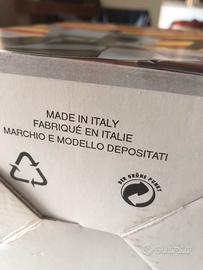 MADE IN ITALY
FABRIQUÉ EN ITALIE
MARCHIO E MODELLO DEPOSITATI
DER GRÜNE PUNKT